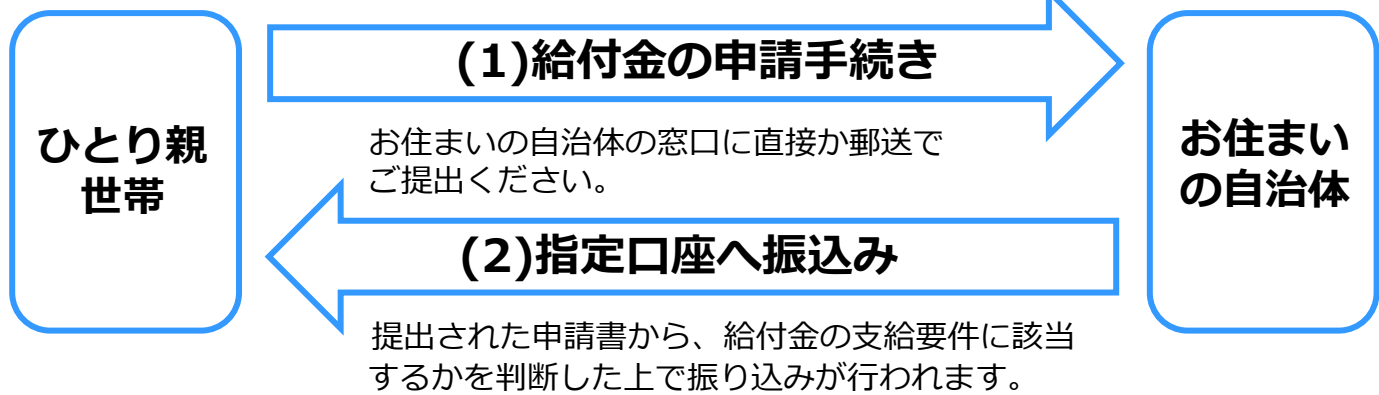 ひとり親
世帯
(1)給付金の申請手続き
お住まいの自治体の窓口に直接か郵送で
ご提出ください。
(2)指定口座へ振込み
提出された申請書から、給付金の支給要件に該当
するかを判断した上で振り込みが行われます。
お住まい
の自治体